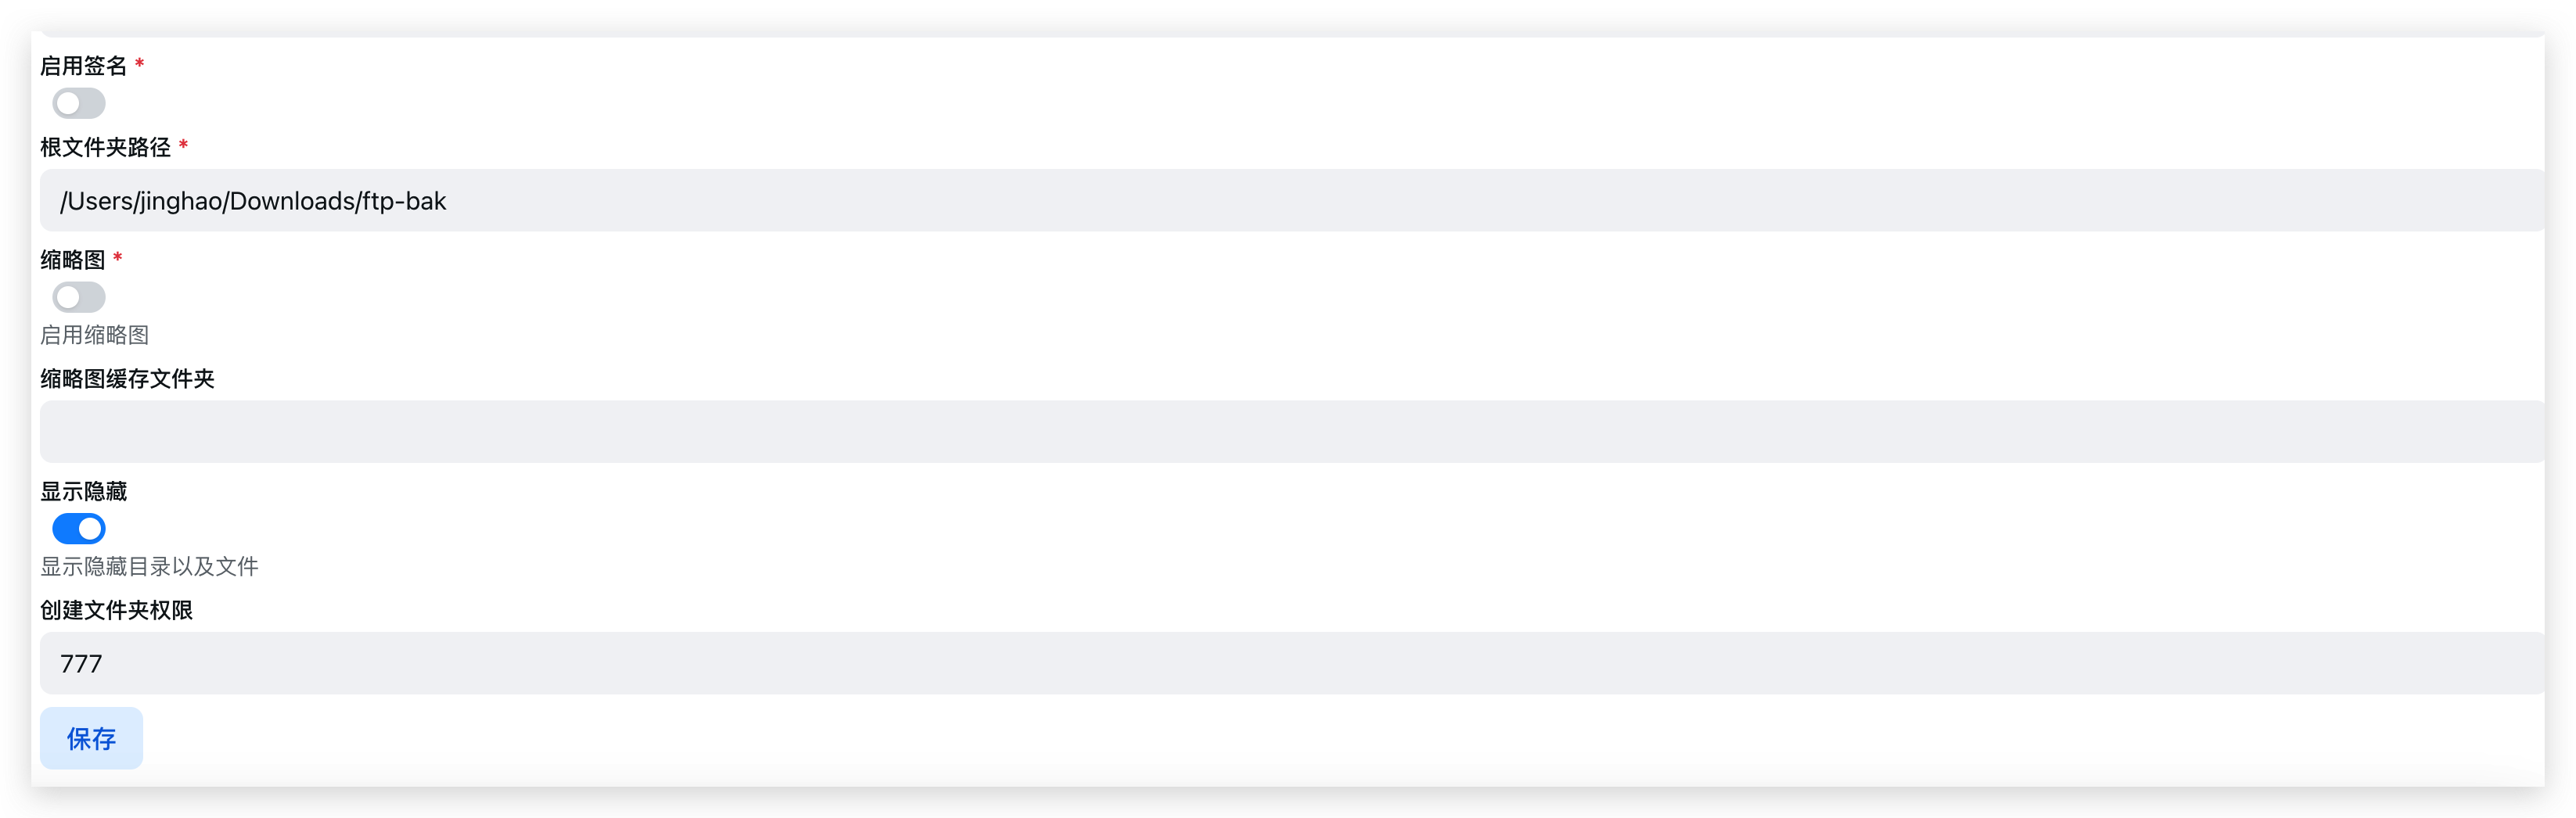 启用签名 *
根文件夹路径 *
/Users/jinghao/Downloads/ftp-bak
缩略图 *
启用缩略图
缩略图缓存文件夹
显示隐藏
显示隐藏目录以及文件
创建文件夹权限
777
保存